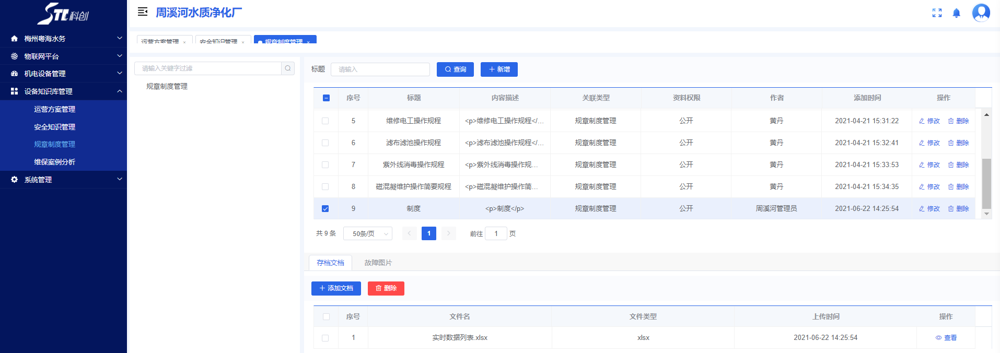 STC科创
周溪河水质净化厂
梅州粤海水务
物联网平台
机电设备管理
设备知识库管理
运营方案管理
安全知识管理
规章制度管理
维保案例分析
系统管理
运营方案管理 × 安全知识管理 × 规章制度管理 ×
请输入关键字过滤
规章制度管理
标题 请输入 查询 新增
序号 标题 内容描述 关联类型 资料权限 作者 添加时间 操作
5 维修电工操作规程 <p>维修电工操作规程</... 规章制度管理 公开 黄丹 2021-04-21 15:31:22 修改 删除
6 滤布滤池操作规程 <p>滤布滤池操作规程</... 规章制度管理 公开 黄丹 2021-04-21 15:32:41 修改 删除
7 紫外线消毒操作规程 <p>紫外线消毒操作规... 规章制度管理 公开 黄丹 2021-04-21 15:33:53 修改 删除
8 磁混凝维护操作简要规程 <p>磁混凝维护操作简... 规章制度管理 公开 黄丹 2021-04-21 15:34:35 修改 删除
9 制度 <p>制度</p> 规章制度管理 公开 周溪河管理员 2021-06-22 14:25:54 修改 删除
共 9 条 50条/页 1 前往 1 页
存档文档 故障图片
添加文档 删除
序号 文件名 文件类型 上传时间 操作
1 实时数据列表.xlsx xlsx 2021-06-22 14:25:54 查看